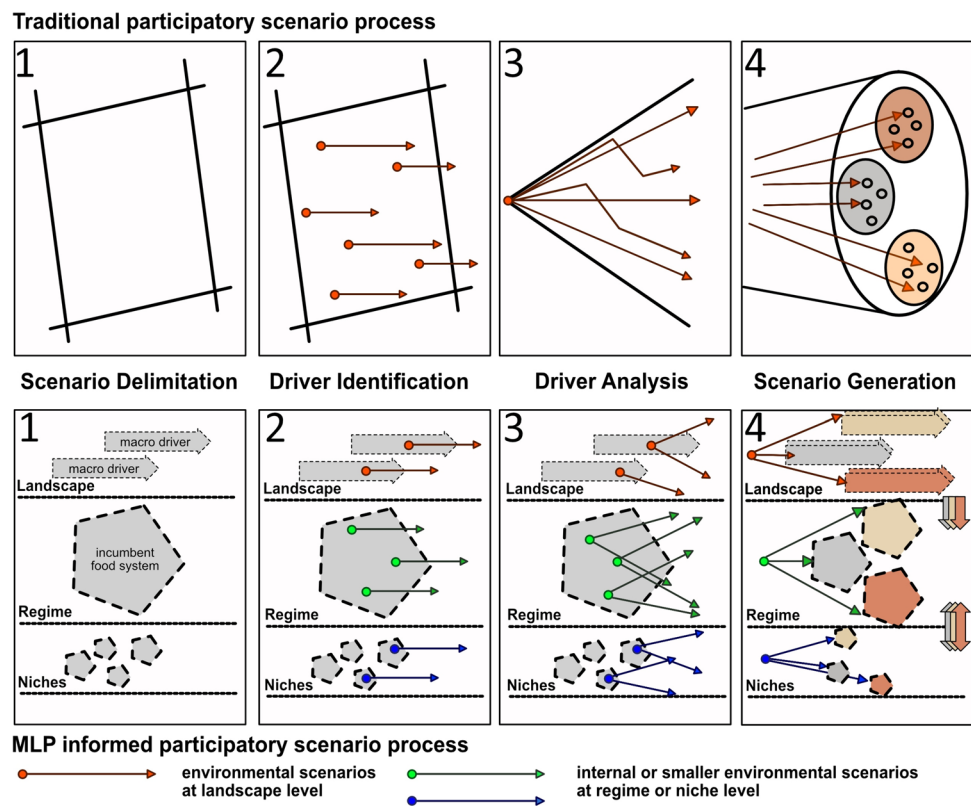 Traditional participatory scenario process
1
2
3
4
Scenario Delimitation
Driver Identification
Driver Analysis
Scenario Generation
1
macro driver
macro driver
Landscape
incumbent
food system
Regime
Niches
2
Landscape
Regime
Niches
3
Landscape
Regime
Niches
4
Landscape
Regime
Niches
MLP informed participatory scenario process
environmental scenarios
at landscape level
internal or smaller environmental scenarios
at regime or niche level